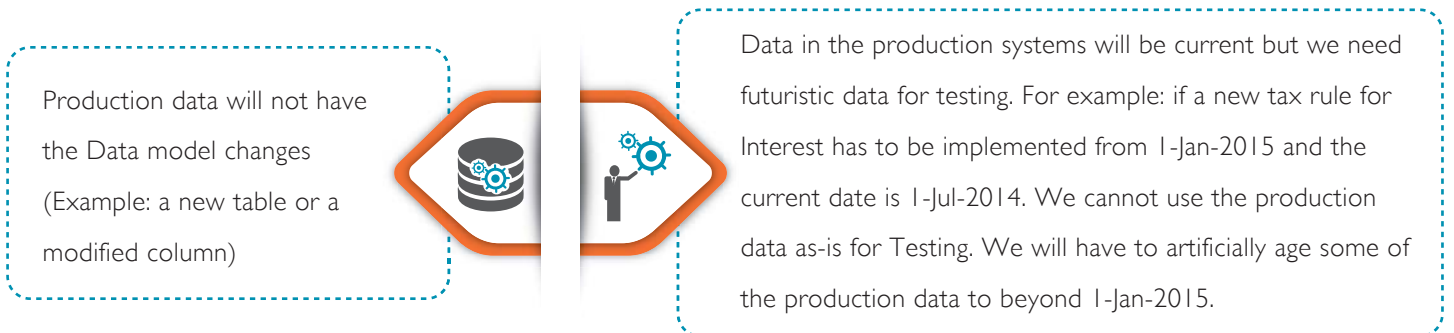 Production data will not have
the Data model changes
(Example: a new table or a
modified column)
Data in the production systems will be current but we need
futuristic data for testing. For example: if a new tax rule for
Interest has to be implemented from 1-Jan-2015 and the
current date is 1-Jul-2014. We cannot use the production
data as-is for Testing. We will have to artificially age some of
the production data to beyond 1-Jan-2015.